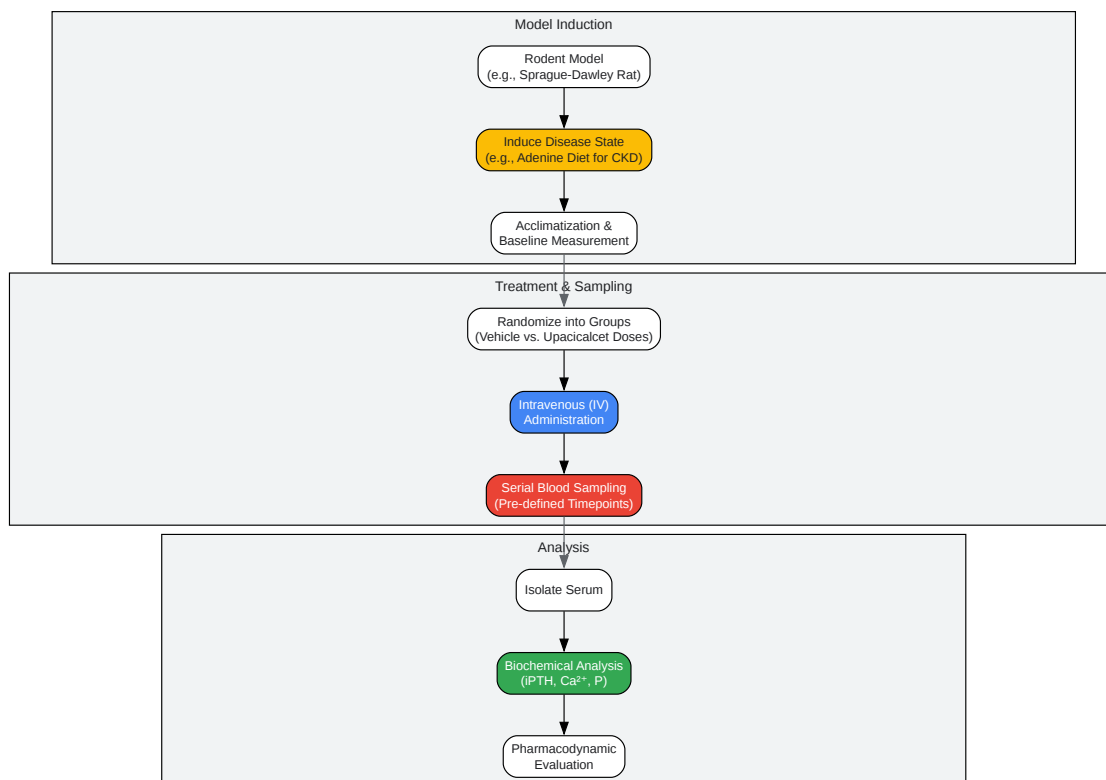 Model Induction
Rodent Model
(e.g., Sprague-Dawley Rat)
Induce Disease State
(e.g., Adenine Diet for CKD)
Acclimatization &
Baseline Measurement
Treatment & Sampling
Randomize into Groups
(Vehicle vs. Upacicalcet Doses)
Intravenous (IV)
Administration
Serial Blood Sampling
(Pre-defined Timepoints)
Analysis
Isolate Serum
Biochemical Analysis
(iPTH, Ca²⁺, P)
Pharmacodynamic
Evaluation